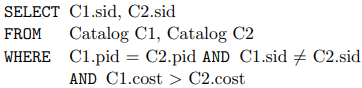 SELECT C1.sid, C2.sid
FROM Catalog C1, Catalog C2
WHERE C1.pid = C2.pid AND C1.sid ≠ C2.sid
AND C1.cost > C2.cost